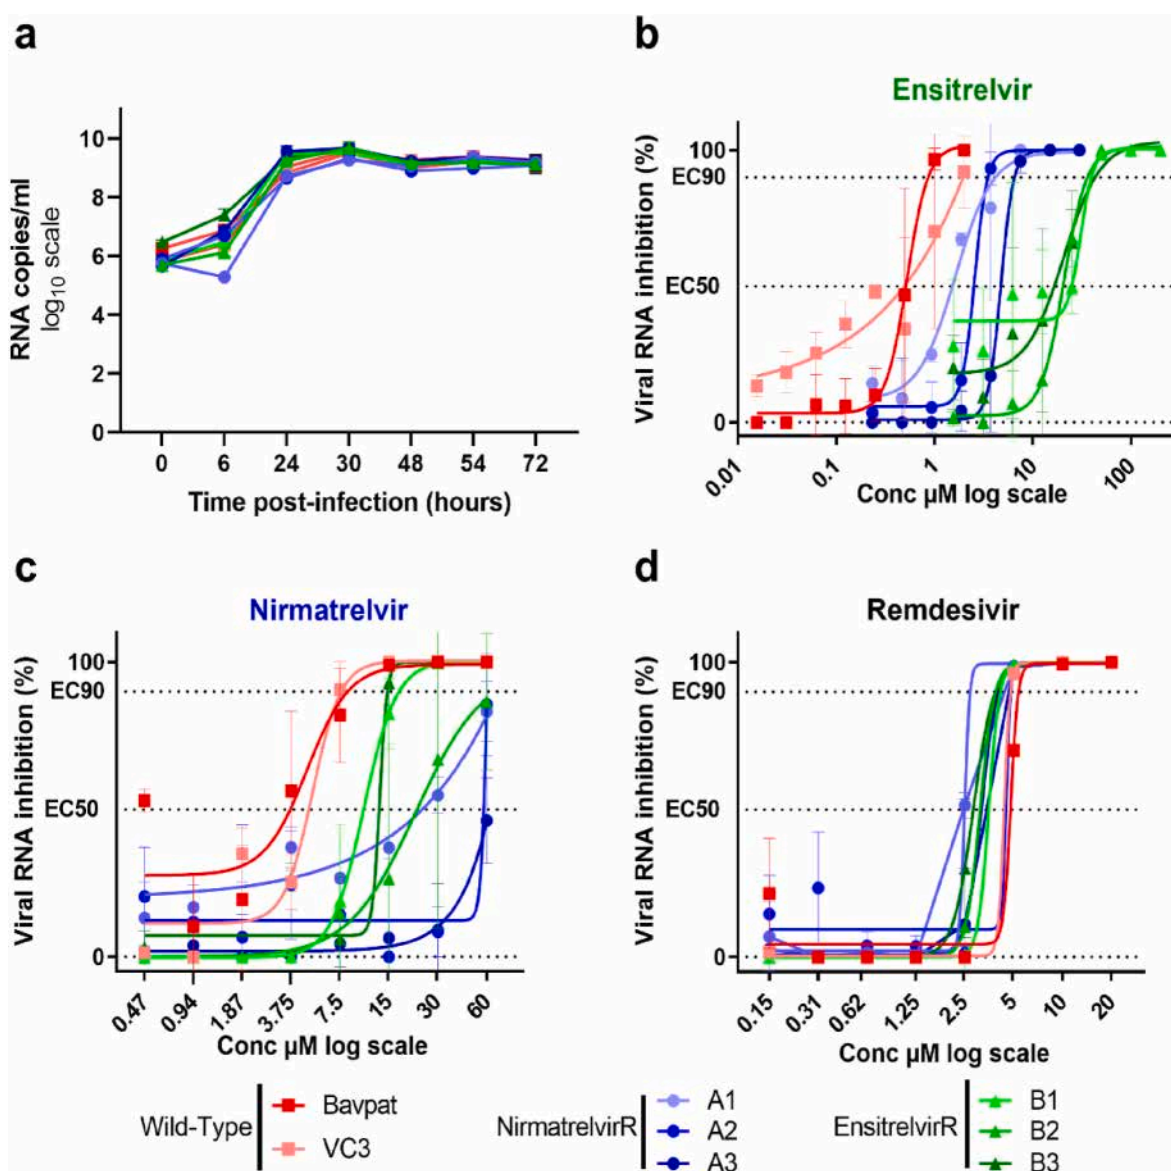 a
RNA copies/ml
log10 scale
10
8
6
4
2
0
0 6 24 30 48 54 72
Time post-infection (hours)
b
Ensitrelvir
Viral RNA inhibition (%)
100
EC90
EC50
0
0.01 0.1 1 10 100
Conc µM log scale
c
Nirmatrelvir
Viral RNA inhibition (%)
100
EC90
EC50
0
0.47 0.94 1.87 3.75 7.5 15 30 60
Conc µM log scale
d
Remdesivir
Viral RNA inhibition (%)
100
EC90
EC50
0
0.15 0.31 0.62 1.25 2.5 5 10 20
Conc µM log scale
Wild-Type
Bavpat
VC3
NirmatrelvirR
A1
A2
A3
EnsitrelvirR
B1
B2
B3